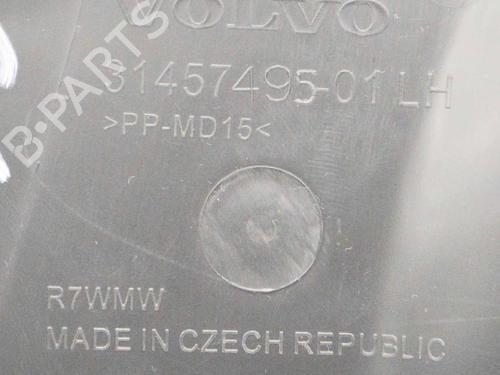 VOLVO
31457495-01 LH
>PP-MD15<
R7WMW
MADE IN CZECH REPUBLIC
B-PARTS